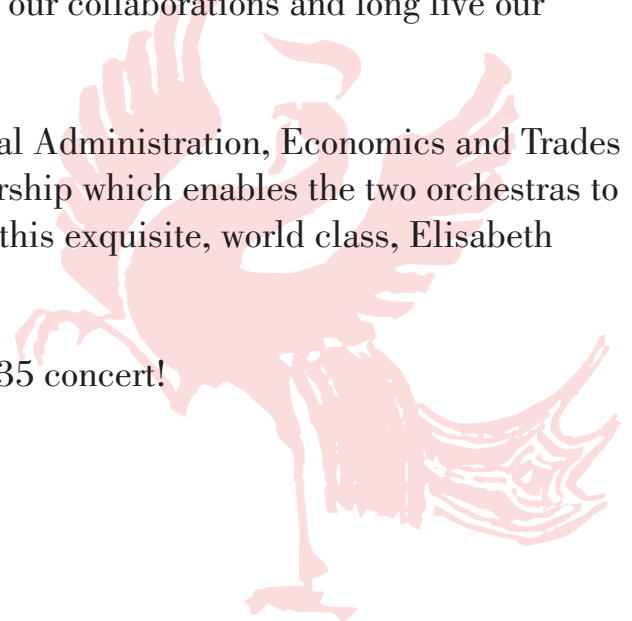 our collaborations and long live our
al Administration, Economics and Trades
rship which enables the two orchestras to
this exquisite, world class, Elisabeth
35 concert!